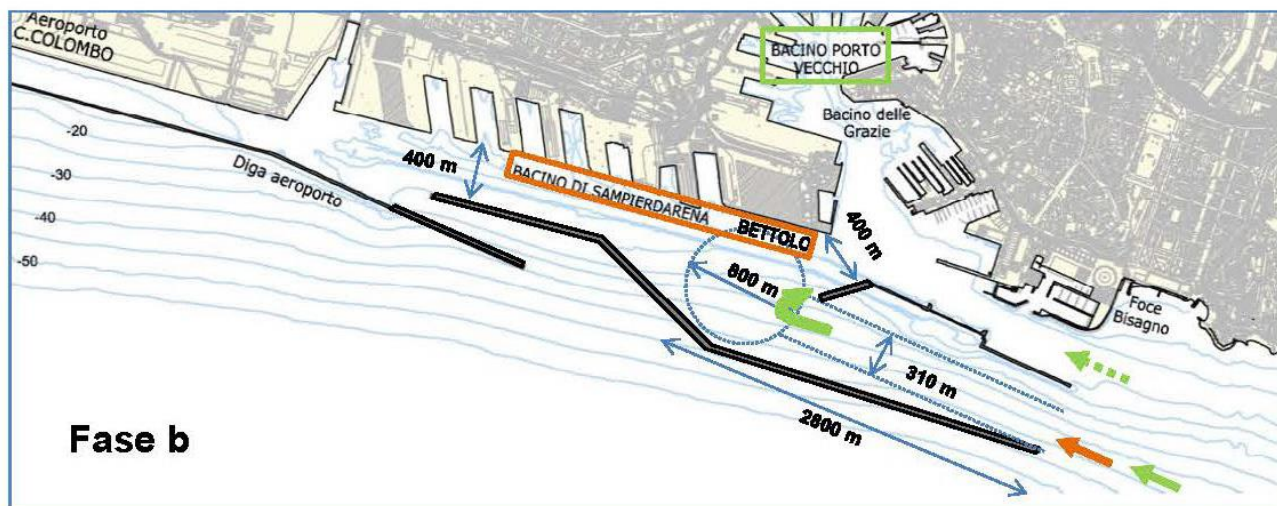 Aeroporto
C.COLOMBO
BACINO PORTO
VECCHIO
Bacino delle
Grazie
-20
-30
-40
-50
Diga aeroporto
400 m
BACINO DI SAMPIERDARENA
BETTOLO
400 m
800 m
Foce
Bisagno
310 m
2800 m
Fase b